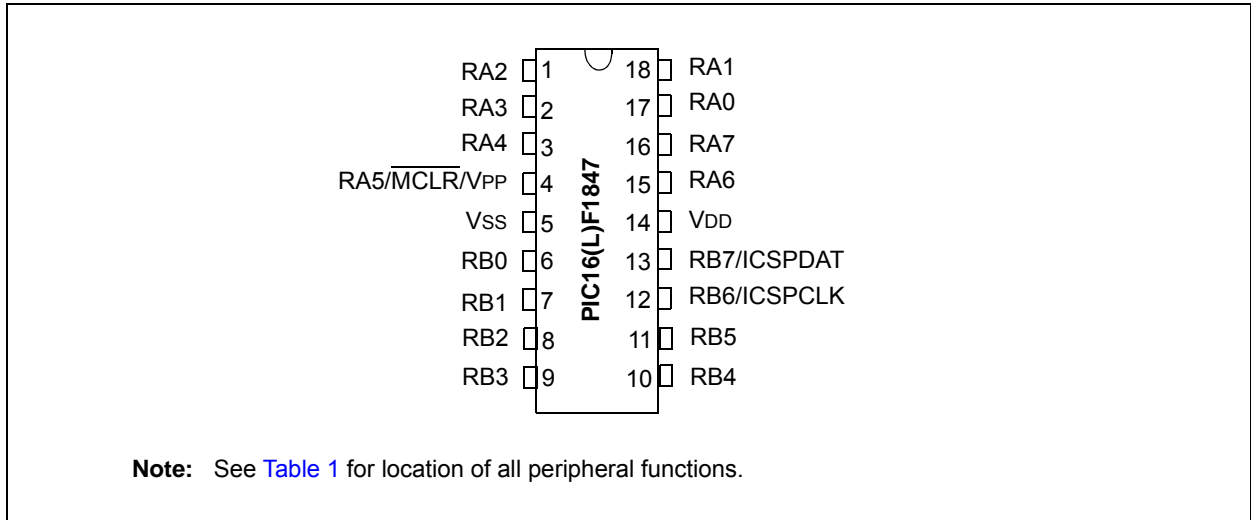 RA2 1 18 RA1
RA3 2 17 RA0
RA4 3 16 RA7
RA5/MCLR/VPP 4 15 RA6
VSS 5 14 VDD
RB0 6 13 RB7/ICSPDAT
RB1 7 12 RB6/ICSPCLK
RB2 8 11 RB5
RB3 9 10 RB4
PIC16(L)F1847
Note: See Table 1 for location of all peripheral functions.